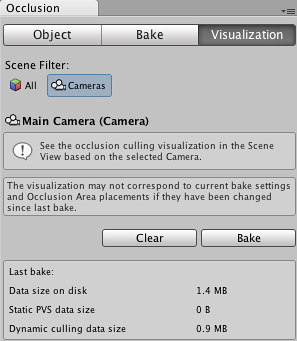 Occlusion
Object Bake Visualization
Scene Filter:
All Cameras
Main Camera (Camera)
See the occlusion culling visualization in the Scene
View based on the selected Camera.
The visualization may not correspond to current bake settings
and Occlusion Area placements if they have been changed
since last bake.
Clear Bake
Last bake:
Data size on disk 1.4 MB
Static PVS data size 0 B
Dynamic culling data size 0.9 MB